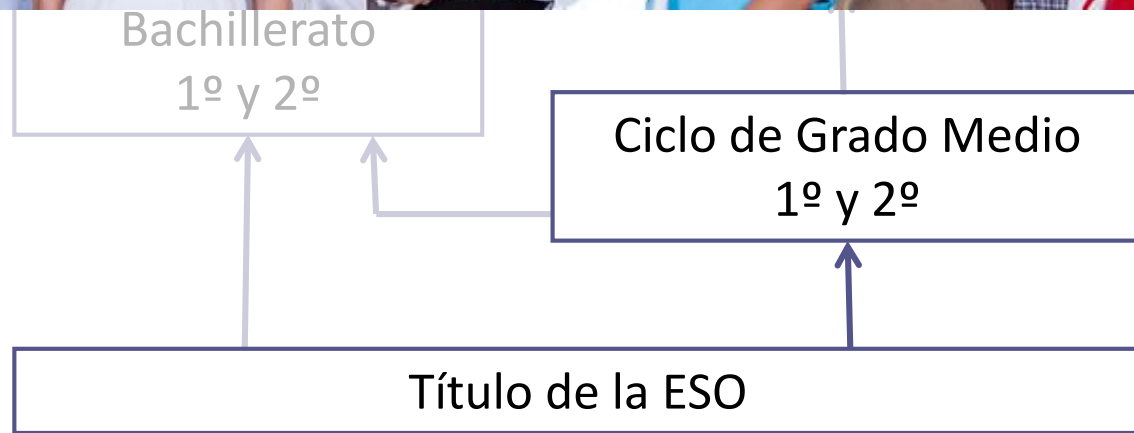 Bachillerato
1º y 2º
Ciclo de Grado Medio
1º y 2º
Título de la ESO